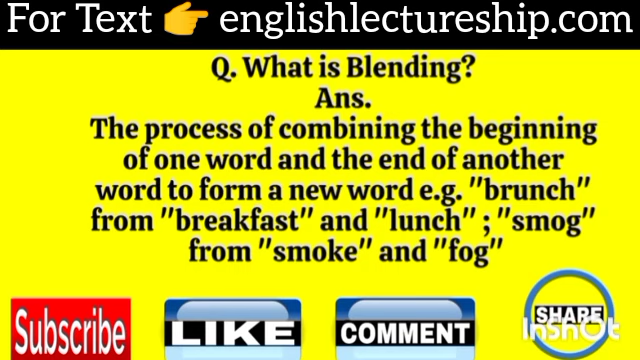 For Text 👉 englishlectureship.com
Q. What is Blending?
Ans.
The process of combining the beginning
of one word and the end of another
word to form a new word e.g. "brunch"
from "breakfast" and "lunch" ; "smog"
from "smoke" and "fog"
Subscribe
LIKE
COMMENT
SHARE
InShOt